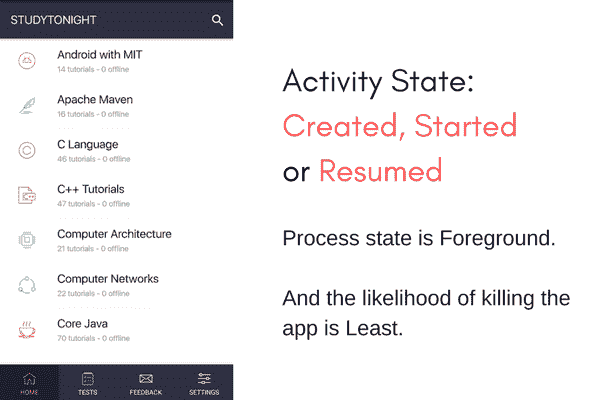 STUDYTONIGHT
Android with MIT
14 tutorials - 0 offline
Apache Maven
16 tutorials - 0 offline
C Language
46 tutorials - 0 offline
C++ Tutorials
47 tutorials - 0 offline
Computer Architecture
21 tutorials - 0 offline
Computer Networks
22 tutorials - 0 offline
Core Java
70 tutorials - 0 offline
HOME
TESTS
FEEDBACK
SETTINGS
Activity State:
Created, Started
or Resumed
Process state is Foreground.
And the likelihood of killing the
app is Least.